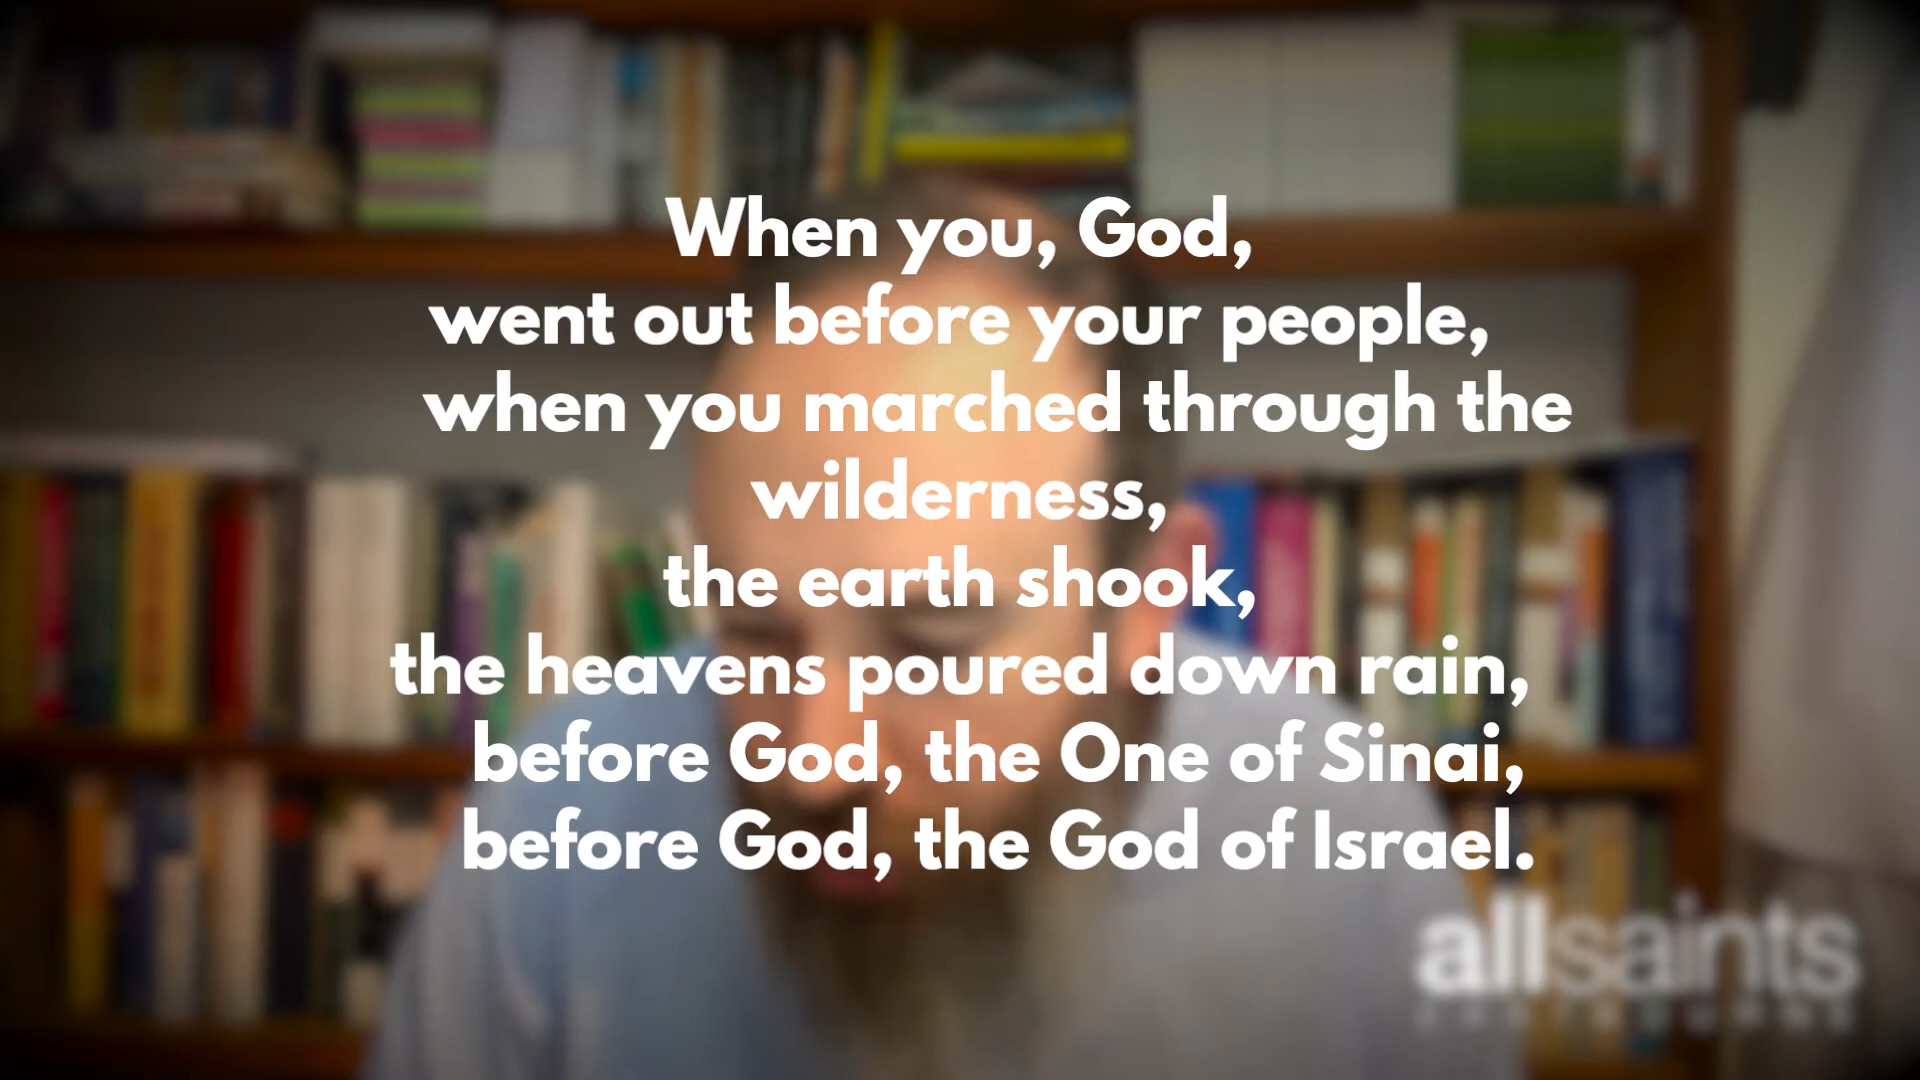 When you, God,
went out before your people,
when you marched through the
wilderness,
the earth shook,
the heavens poured down rain,
before God, the One of Sinai,
before God, the God of Israel.
allsaints